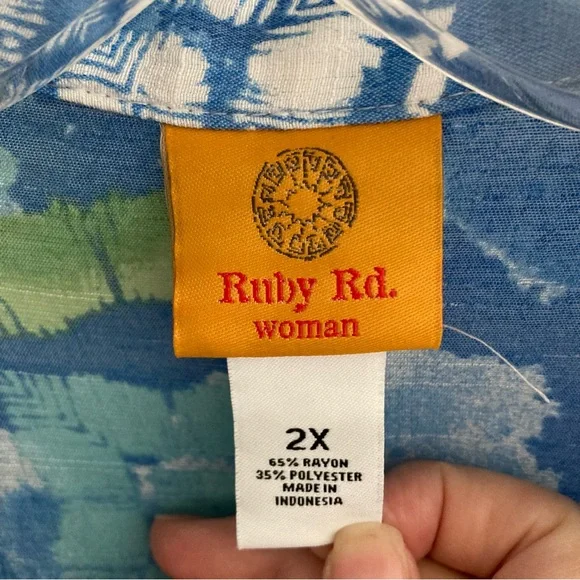 Ruby Rd.
woman
2X
65% RAYON
35% POLYESTER
MADE IN
INDONESIA